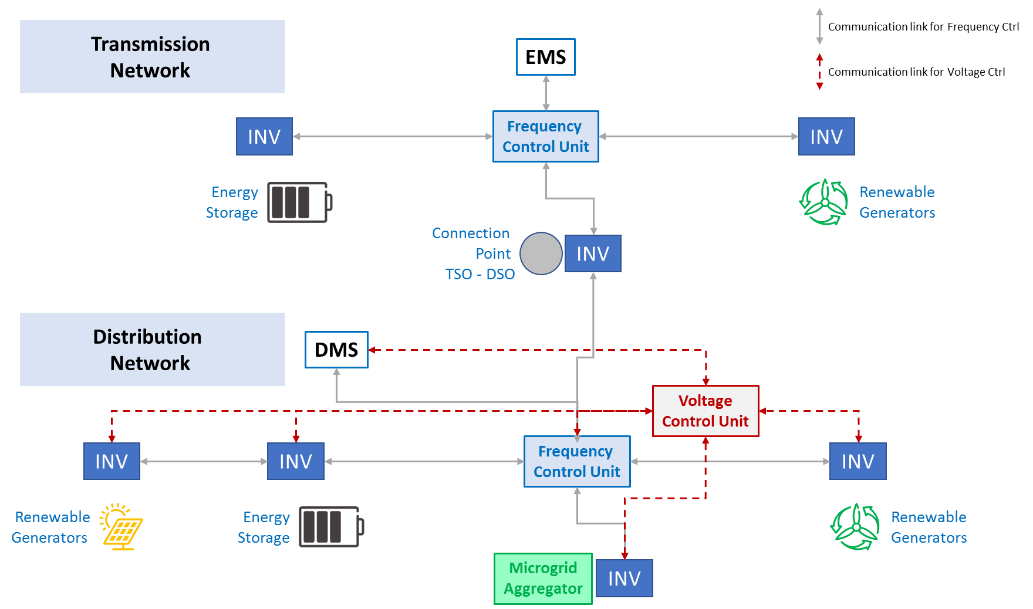 Transmission
Network
EMS
Communication link for Frequency Ctrl
Communication link for Voltage Ctrl
INV
Frequency
Control Unit
INV
Energy
Storage
Renewable
Generators
Connection
Point
TSO - DSO
INV
Distribution
Network
DMS
Voltage
Control Unit
INV
INV
Frequency
Control Unit
INV
Renewable
Generators
Energy
Storage
Renewable
Generators
Microgrid
Aggregator
INV